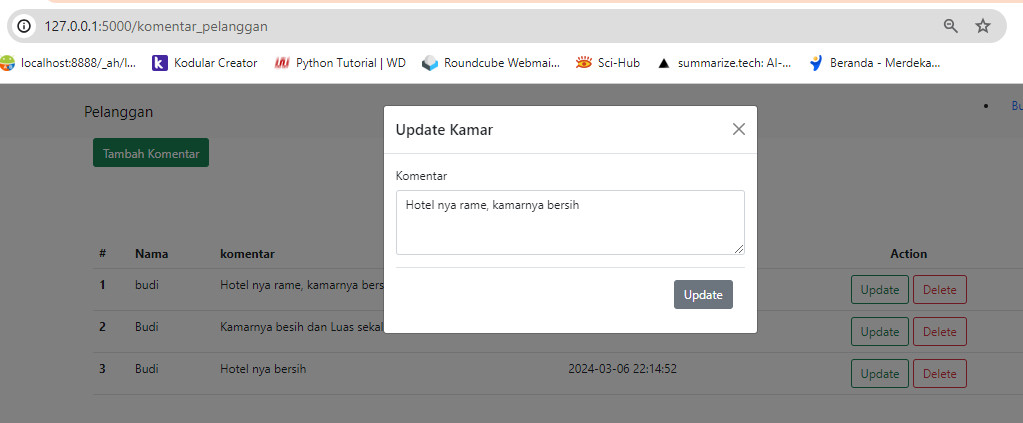 127.0.0.1:5000/komentar_pelanggan
localhost:8888/_ah/l... Kodular Creator Python Tutorial | WD Roundcube Webmai... Sci-Hub summarize.tech: AI-... Beranda - Merdeka...
Pelanggan
Tambah Komentar
Update Kamar
Komentar
Hotel nya rame, kamarnya bersih
Update
# Nama komentar Action
1 budi Hotel nya rame, kamarnya bers Update Delete
2 Budi Kamarnya besih dan Luas sekal Update Delete
3 Budi Hotel nya bersih 2024-03-06 22:14:52 Update Delete